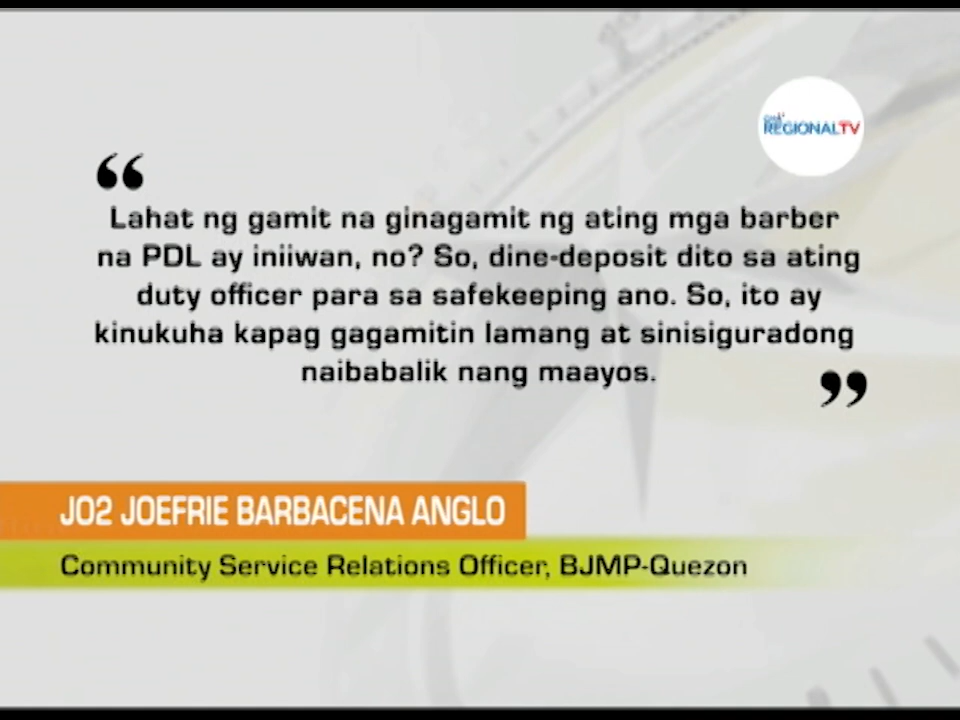 GMA
REGIONALTV
“
Lahat ng gamit na ginagamit ng ating mga barber
na PDL ay iniiwan, no? So, dine-deposit dito sa ating
duty officer para sa safekeeping ano. So, ito ay
kinukuha kapag gagamitin lamang at sinisiguradong
naibabalik nang maayos.
”
JO2 JOEFRIE BARBACENA ANGLO
Community Service Relations Officer, BJMP-Quezon